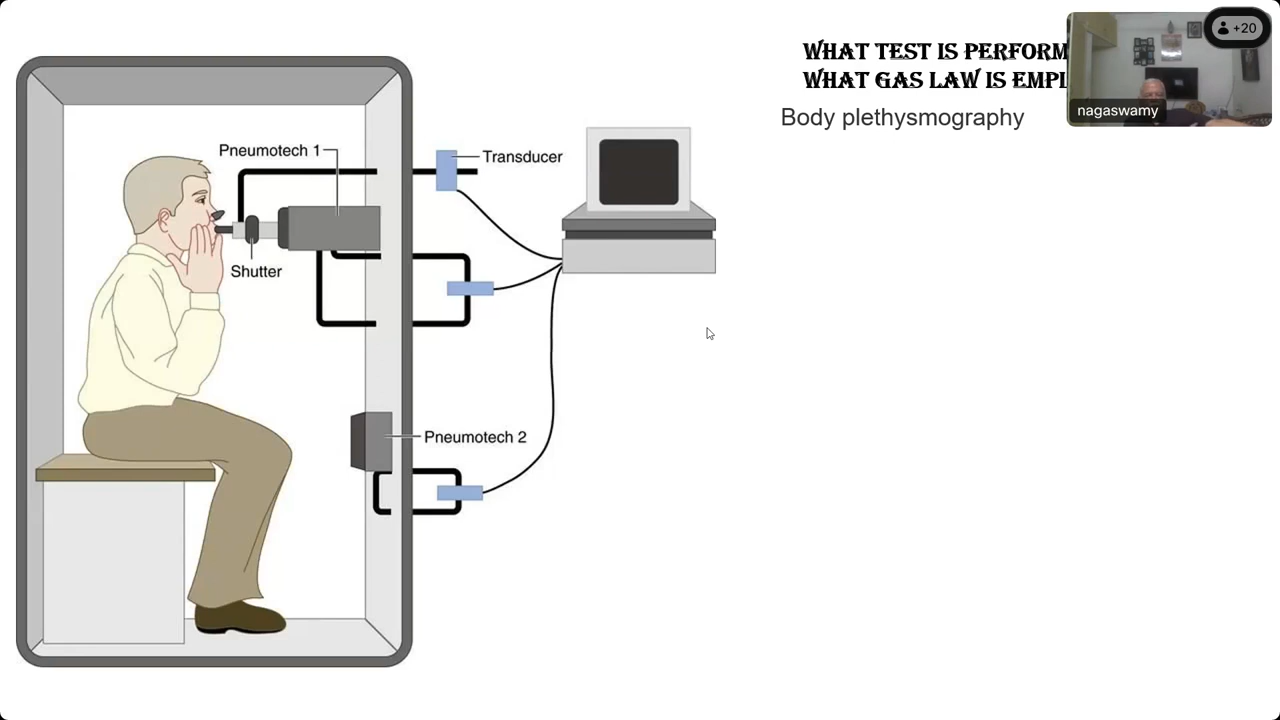 WHAT TEST IS PERFORM
WHAT GAS LAW IS EMPL
Body plethysmography
+20
nagaswamy
Pneumotech 1
Transducer
Shutter
Pneumotech 2